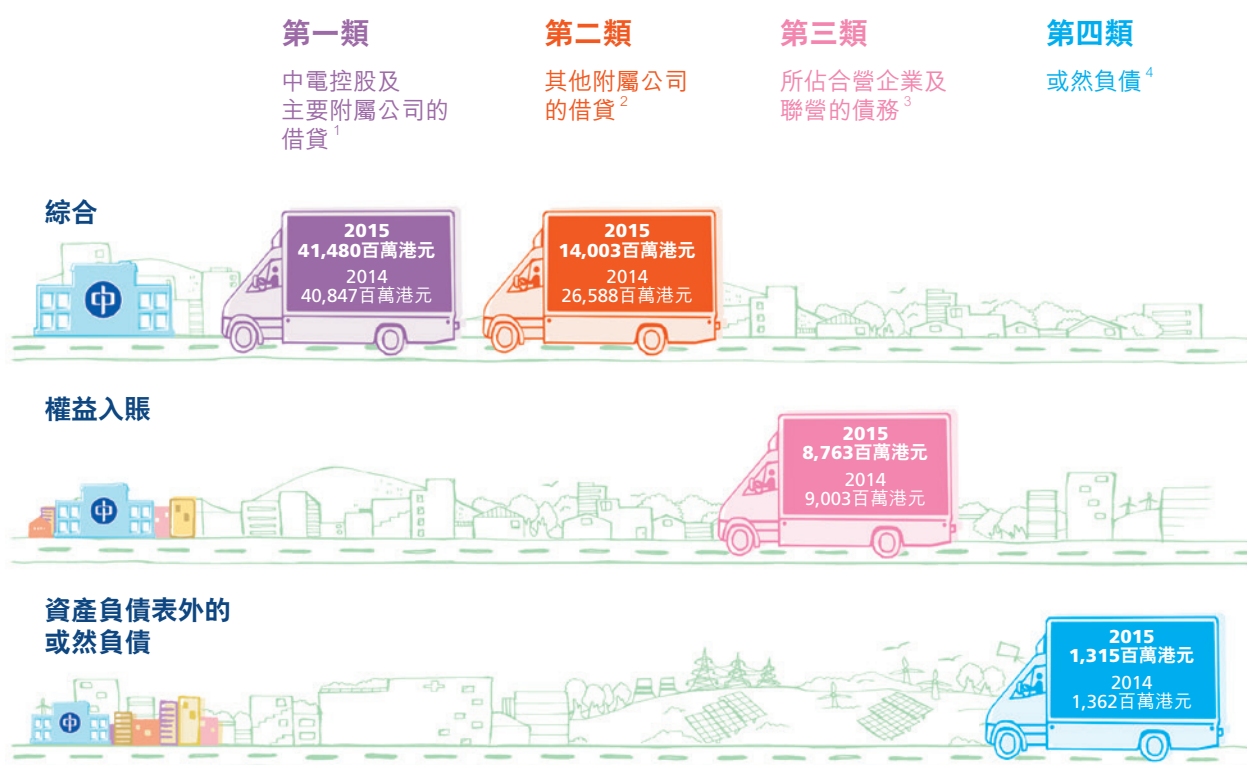 第一類
中電控股及
主要附屬公司的
借貸 1
第二類
其他附屬公司
的借貸 2
第三類
所佔合營企業及
聯營的債務 3
第四類
或然負債 4
綜合
2015
41,480百萬港元
2014
40,847百萬港元
2015
14,003百萬港元
2014
26,588百萬港元
權益入賬
2015
8,763百萬港元
2014
9,003百萬港元
資產負債表外的
或然負債
2015
1,315百萬港元
2014
1,362百萬港元